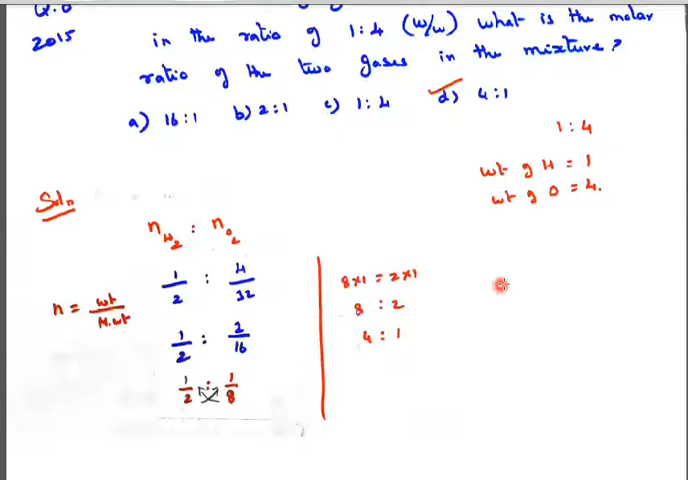 2015
in the ratio of 1:4 (w/w) what is the molar
ratio of the two gases in the mixture?
a) 16:1 b) 2:1 c) 1:4 d) 4:1
1 : 4
wt of H = 1
wt of O = 4.
Soln
n_H2 : n_O2
1/2 : 4/32
n = wt/M.wt
1/2 : 2/16
1/2 : 1/8
8×1 = 2×1
8 : 2
4 : 1